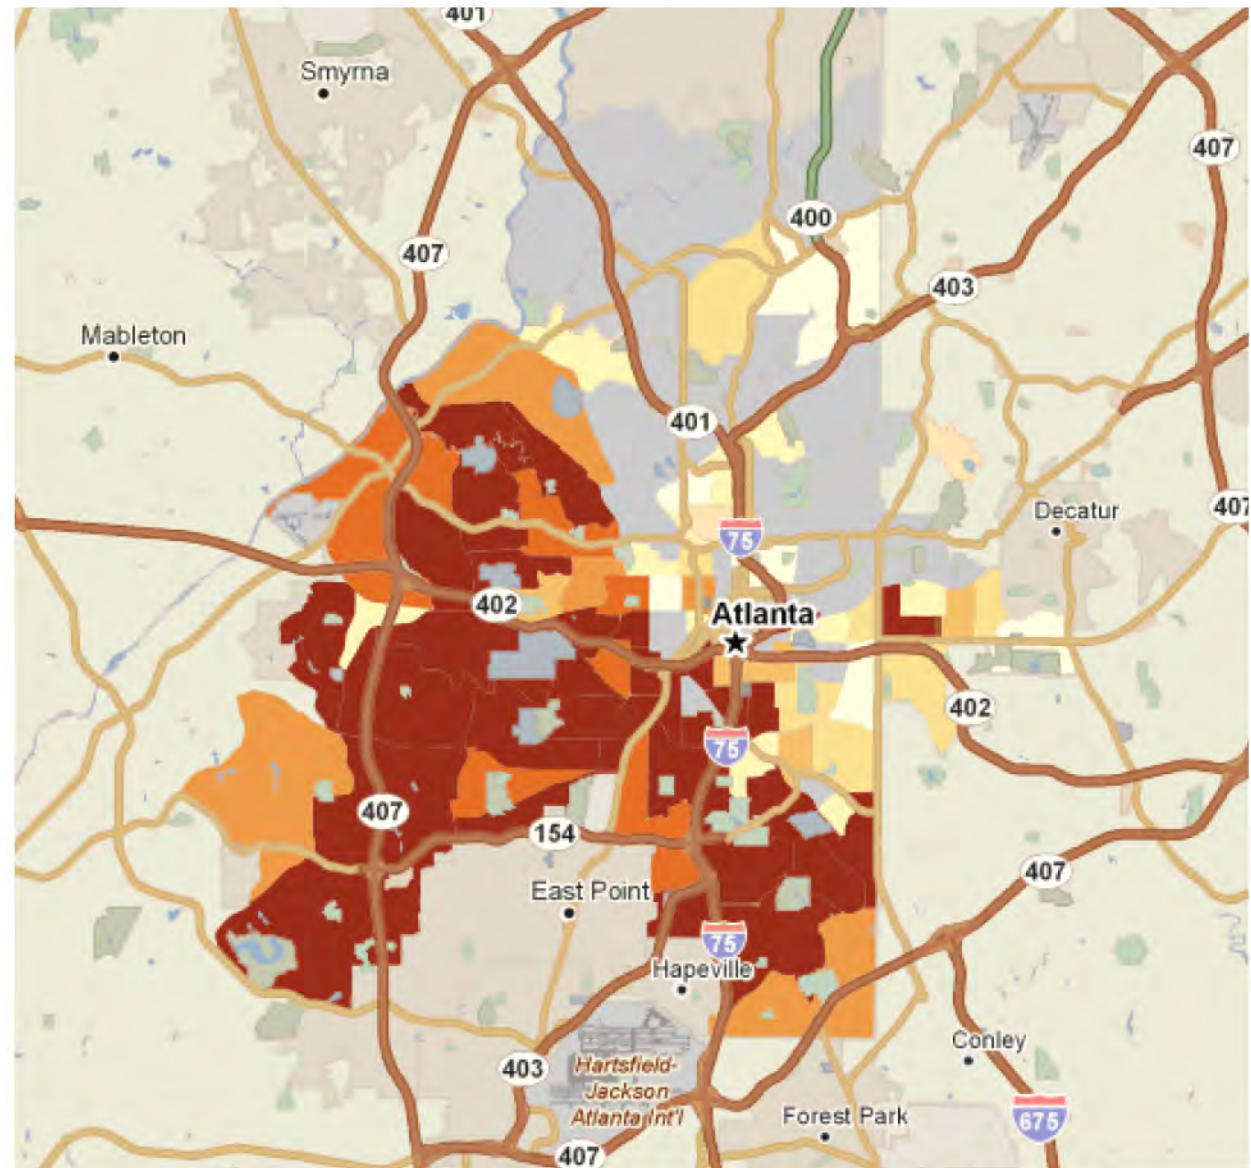 401
Smyrna
407
407
400
403
Mableton
401
Decatur
75
407
402
Atlanta
402
75
407
154
407
East Point
75
Hapeville
Conley
403
Hartsfield-
Jackson
Atlanta Int'l
Forest Park
675
407